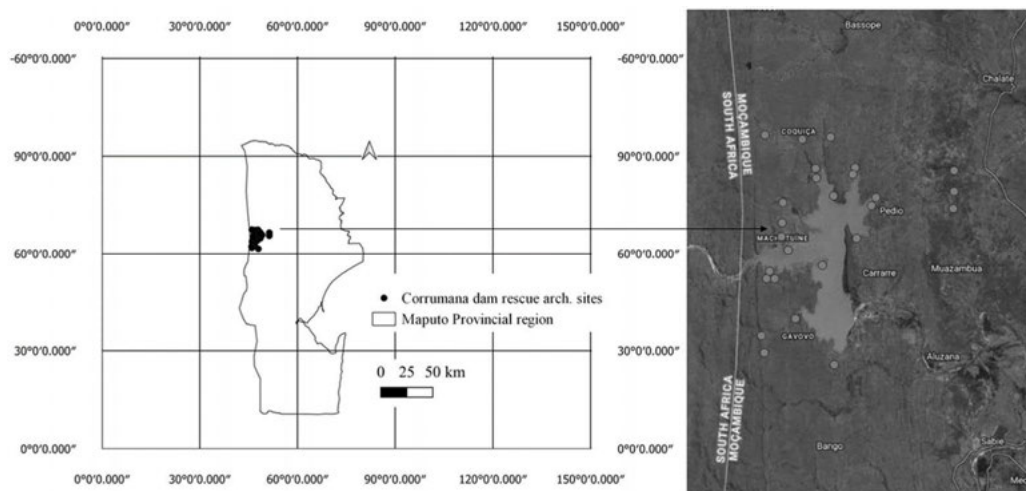 0°0'0.000″ 30°0'0.000″ 60°0'0.000″ 90°0'0.000″ 120°0'0.000″ 150°0'0.000″
-60°0'0.000″ -60°0'0.000″
90°0'0.000″ 90°0'0.000″
60°0'0.000″ 60°0'0.000″
Corrumana dam rescue arch. sites
Maputo Provincial region
30°0'0.000″ 30°0'0.000″
0 25 50 km
0°0'0.000″ 0°0'0.000″
0°0'0.000″ 30°0'0.000″ 60°0'0.000″ 90°0'0.000″ 120°0'0.000″ 150°0'0.000″
Bassope
Chalate
MOÇAMBIQUE
SOUTH AFRICA
COQUIÇA
Pedio
Carrarre
Muazambua
GAVOVO
Aluzana
SOUTH AFRICA
MOÇAMBIQUE
Bango
Sabie